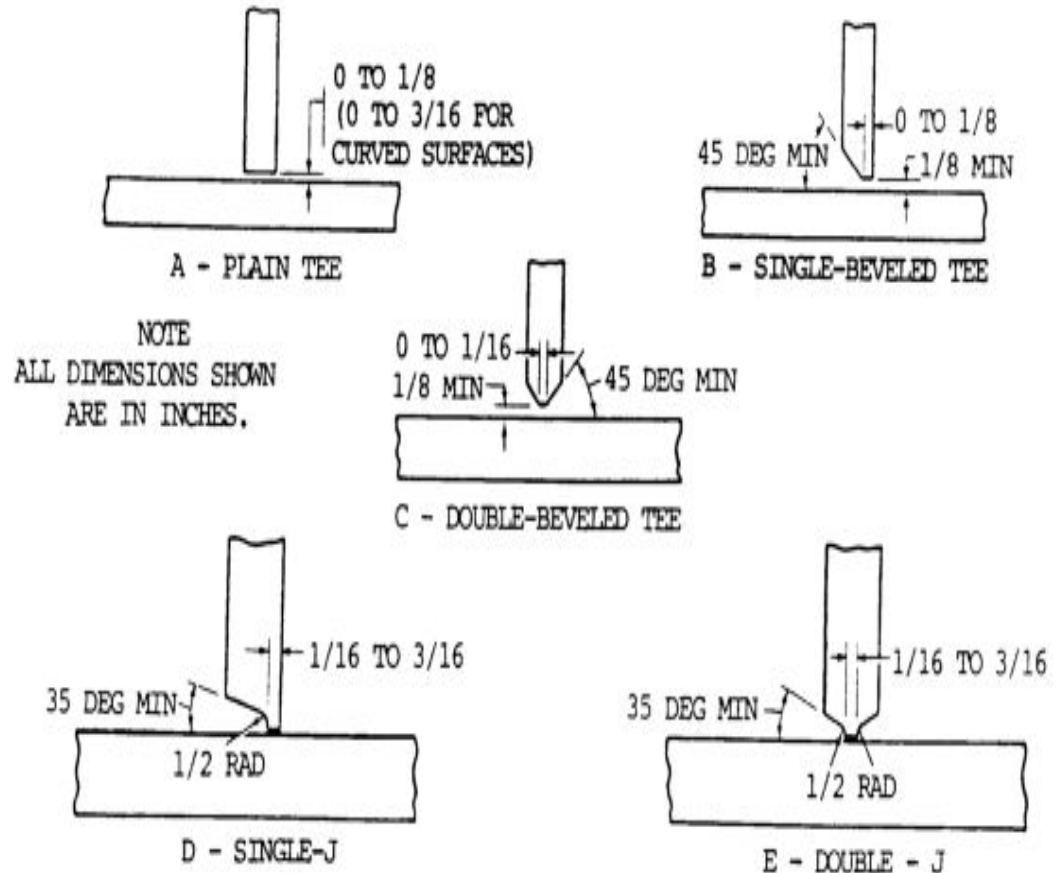 0 TO 1/8
(0 TO 3/16 FOR
CURVED SURFACES)
A - PLAIN TEE
0 TO 1/8
45 DEG MIN
1/8 MIN
B - SINGLE-BEVELED TEE
NOTE
ALL DIMENSIONS SHOWN
ARE IN INCHES.
0 TO 1/16
1/8 MIN
45 DEG MIN
C - DOUBLE-BEVELED TEE
1/16 TO 3/16
35 DEG MIN
1/2 RAD
D - SINGLE-J
1/16 TO 3/16
35 DEG MIN
1/2 RAD
E - DOUBLE - J